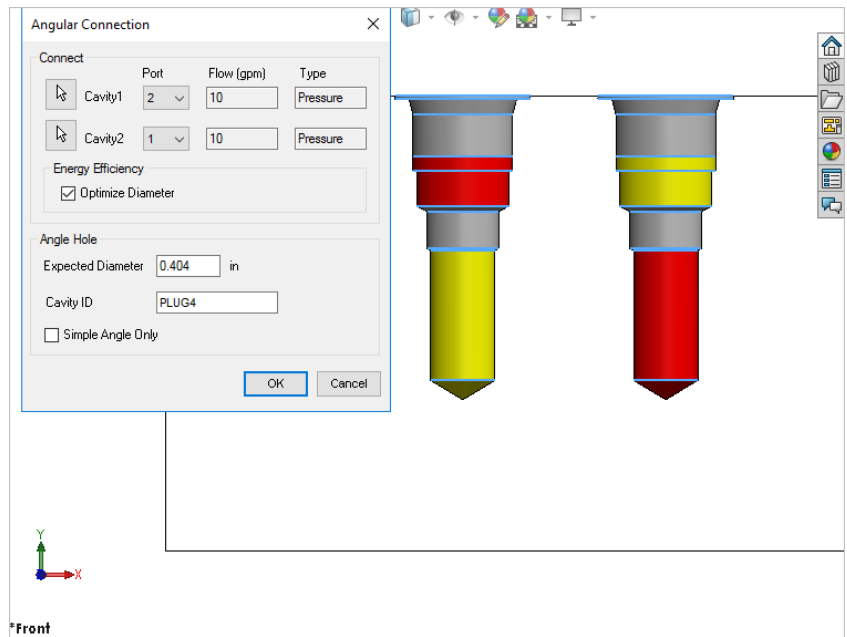 Angular Connection
Connect
Port Flow (gpm) Type
Cavity1 2 10 Pressure
Cavity2 1 10 Pressure
Energy Efficiency
Optimize Diameter
Angle Hole
Expected Diameter 0.404 in
Cavity ID PLUG4
Simple Angle Only
OK Cancel
Y
X
*Front